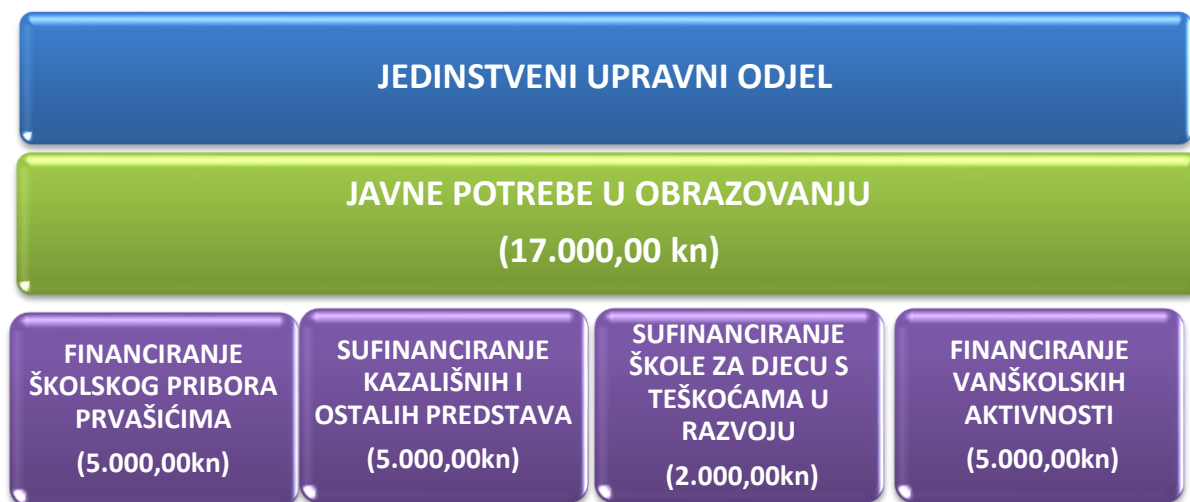 JEDINSTVENI UPRAVNI ODJEL
JAVNE POTREBE U OBRAZOVANJU
(17.000,00 kn)
FINANCIRANJE
ŠKOLSKOG PRIBORA
PRVAŠIĆIMA
(5.000,00kn)
SUFINANCIRANJE
KAZALIŠNIH I
OSTALIH PREDSTAVA
(5.000,00kn)
SUFINANCIRANJE
ŠKOLE ZA DJECU S
TEŠKOĆAMA U
RAZVOJU
(2.000,00kn)
FINANCIRANJE
VANŠKOLSKIH
AKTIVNOSTI
(5.000,00kn)